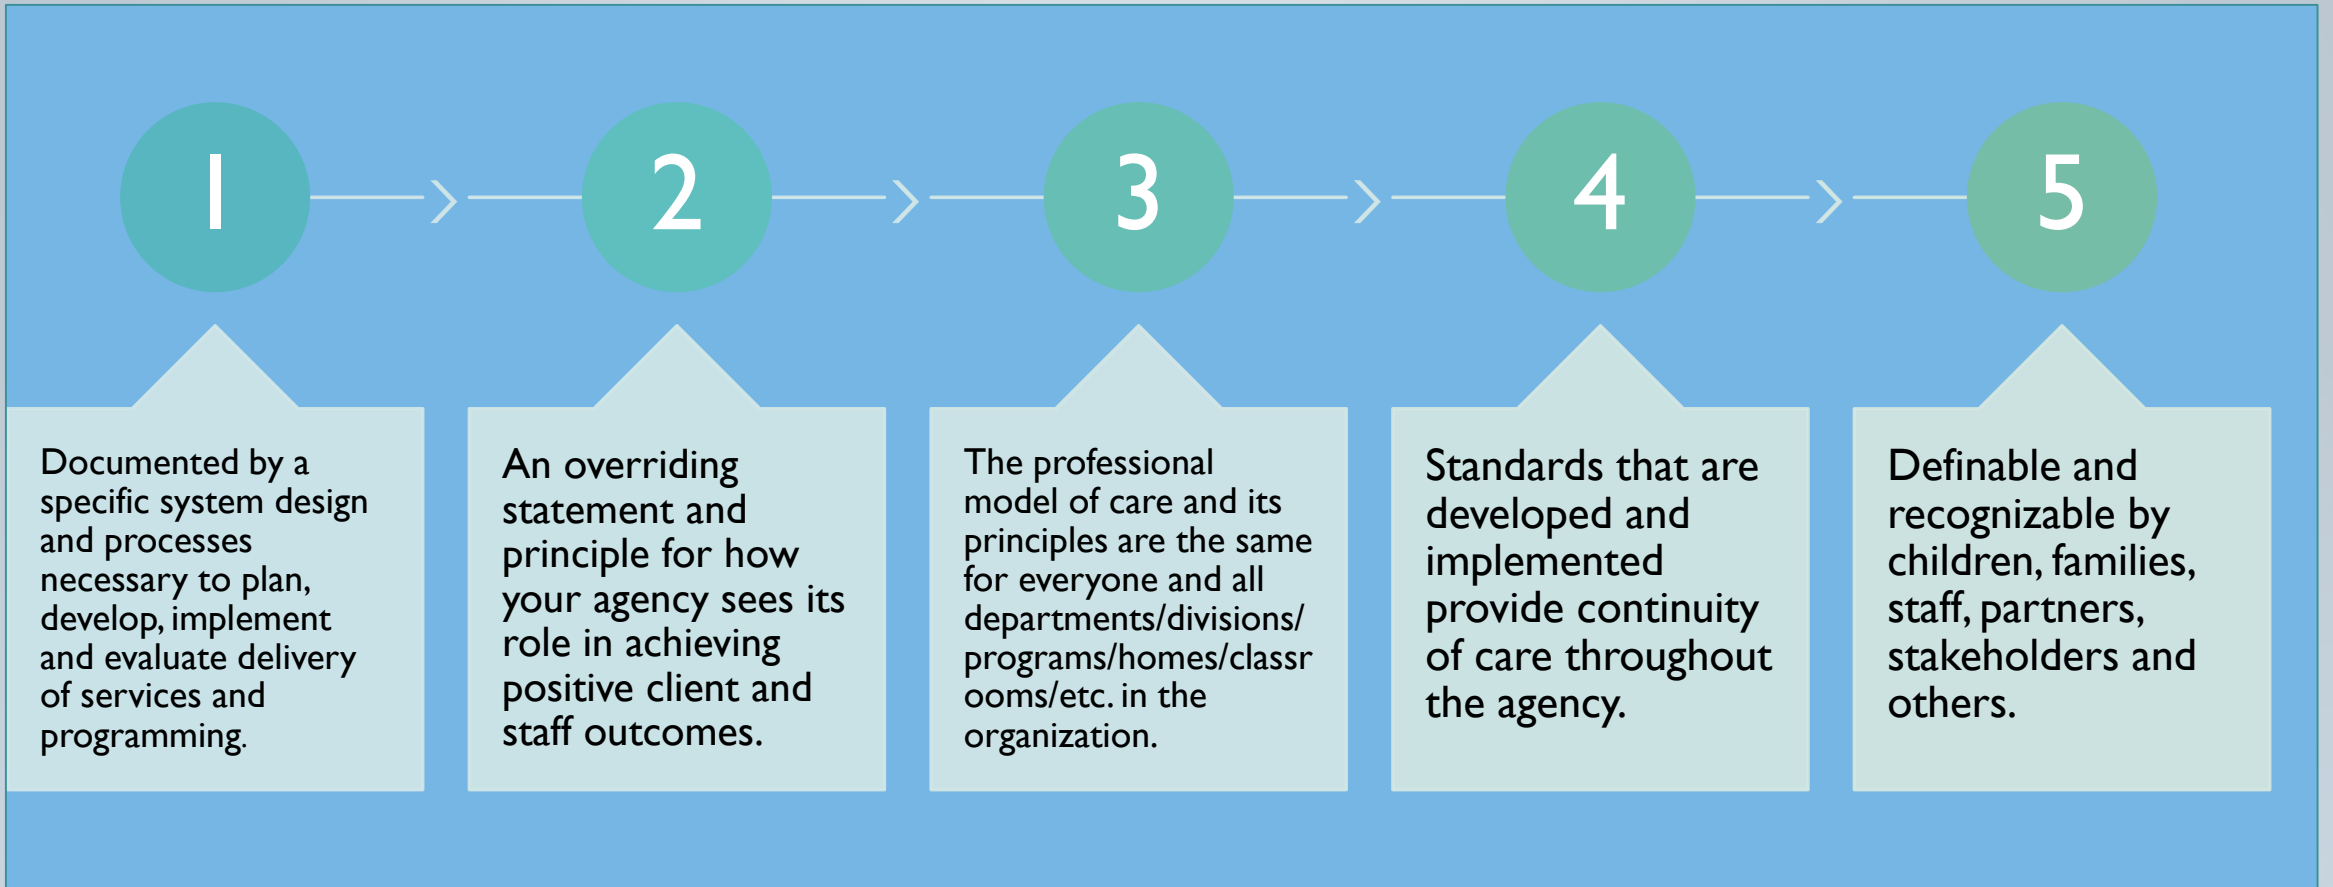 1
2
3
4
5
Documented by a
specific system design
and processes
necessary to plan,
develop, implement
and evaluate delivery
of services and
programming.
An overriding
statement and
principle for how
your agency sees its
role in achieving
positive client and
staff outcomes.
The professional
model of care and its
principles are the same
for everyone and all
departments/divisions/
programs/homes/classr
ooms/etc. in the
organization.
Standards that are
developed and
implemented
provide continuity
of care throughout
the agency.
Definable and
recognizable by
children, families,
staff, partners,
stakeholders and
others.